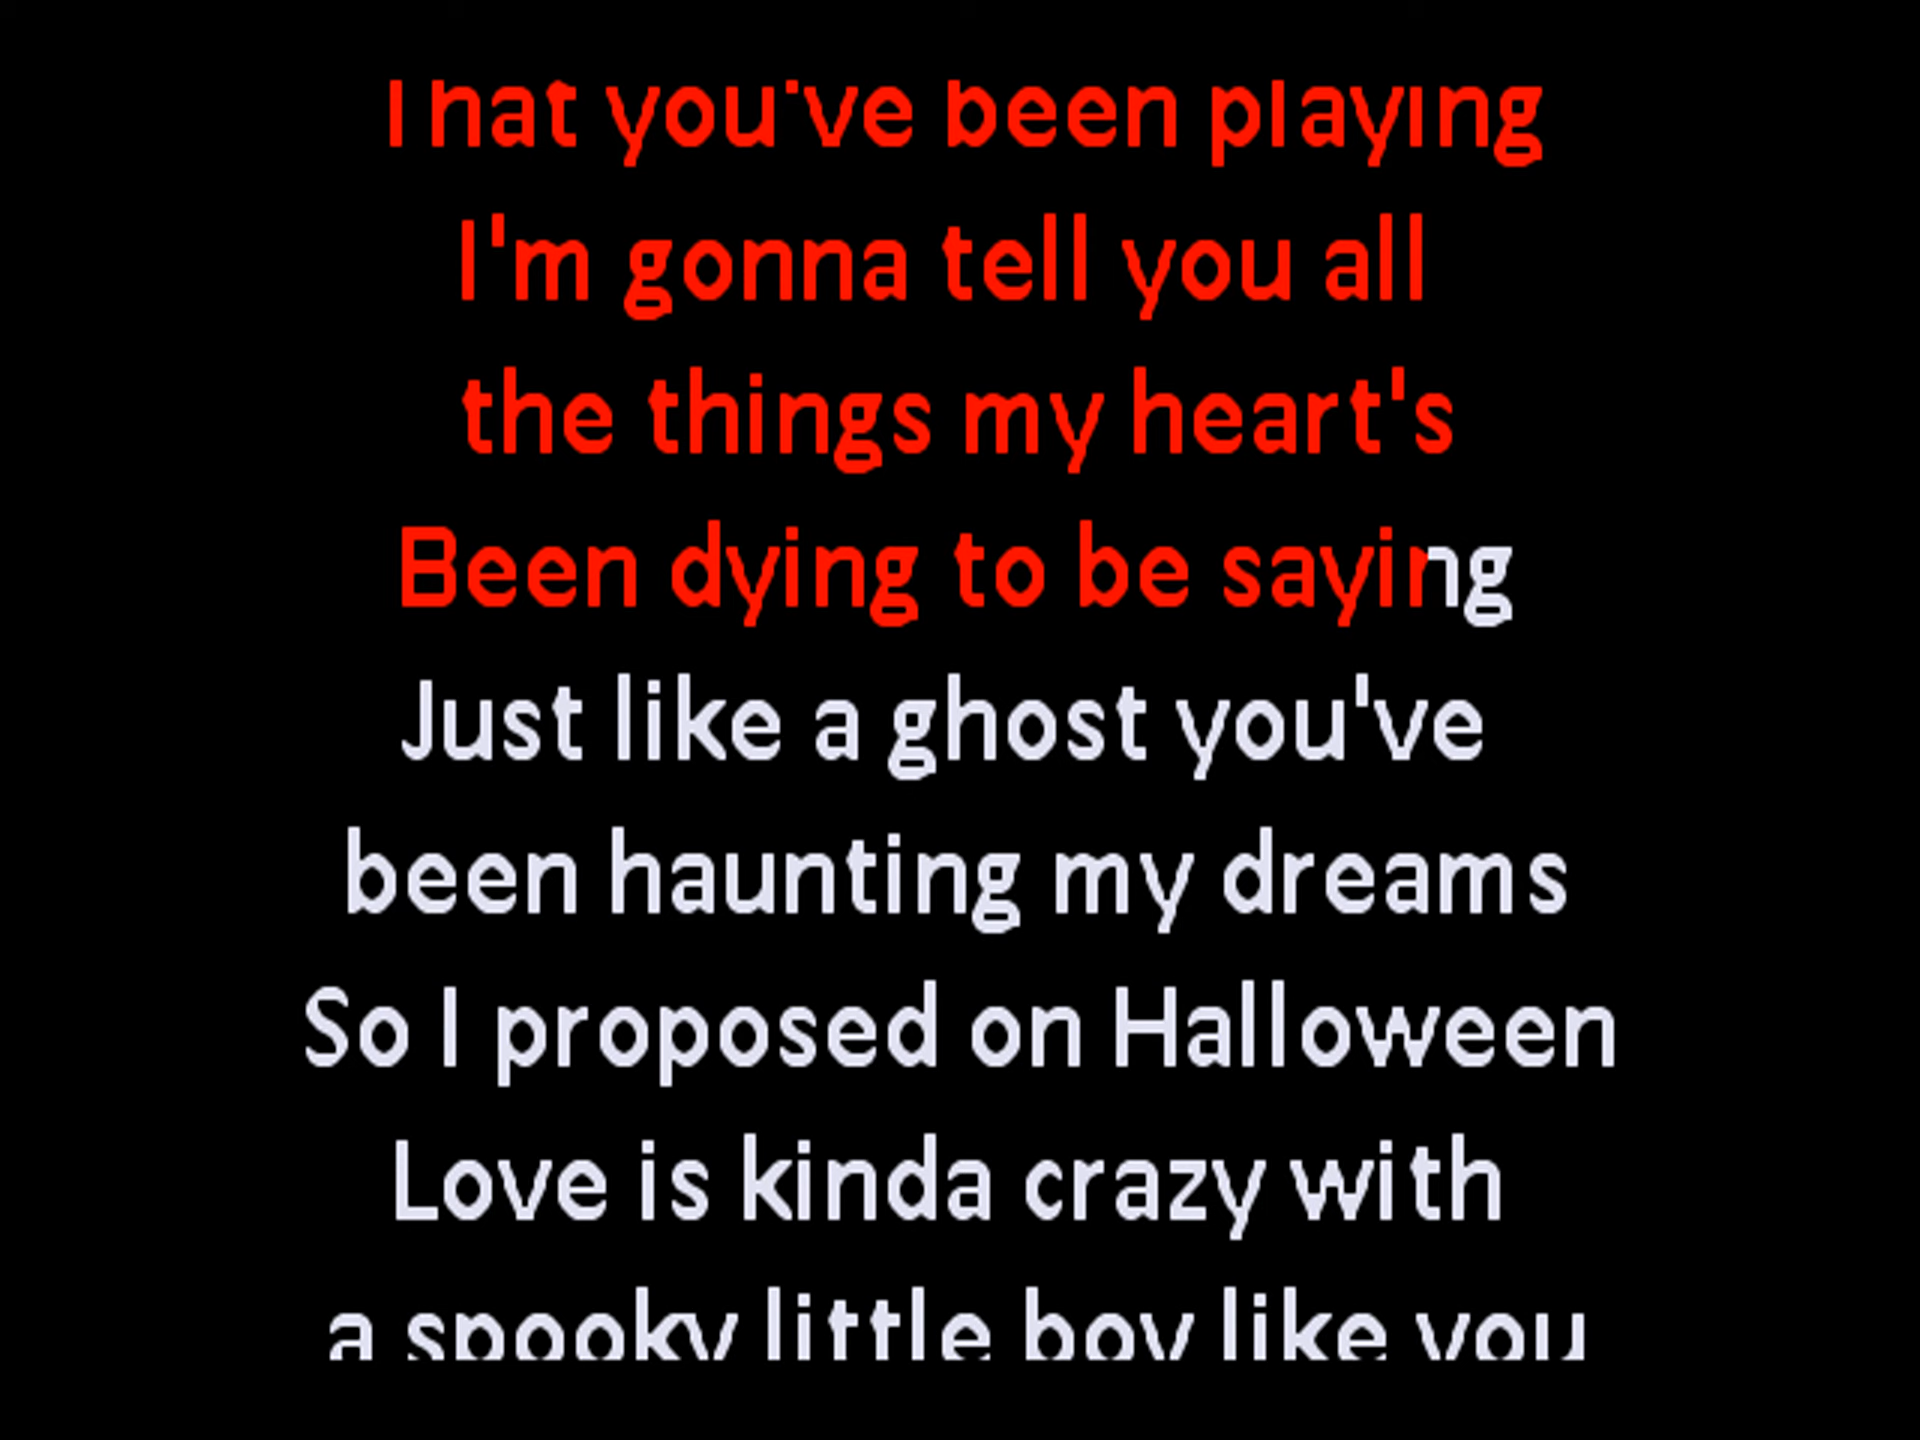 That you've been playing
I'm gonna tell you all
the things my heart's
Been dying to be saying
Just like a ghost you've
been haunting my dreams
So I proposed on Halloween
Love is kinda crazy with
a spooky little boy like you